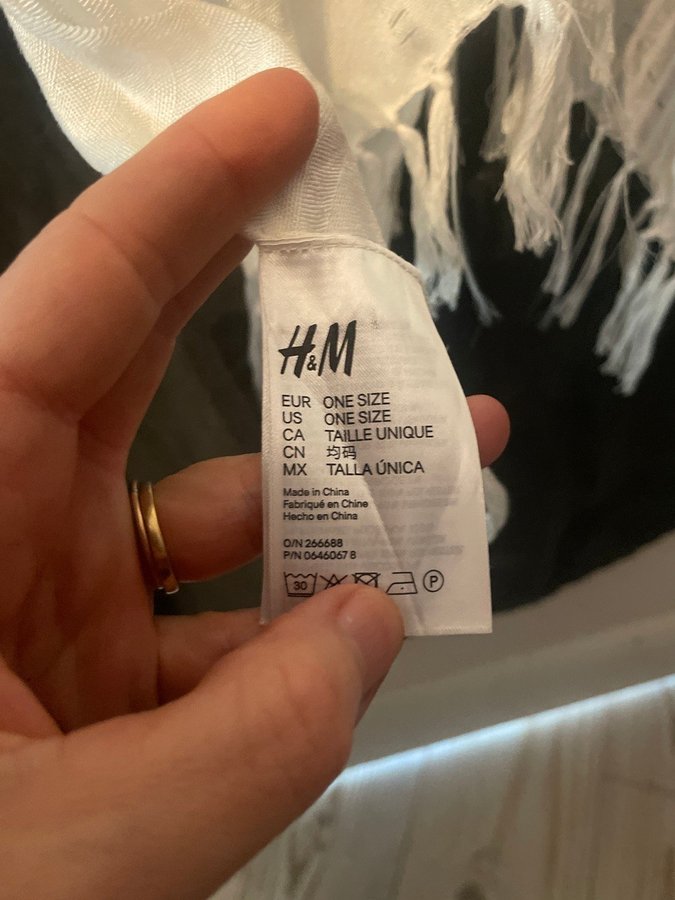 H&M
EUR ONE SIZE
US ONE SIZE
CA TAILLE UNIQUE
CN 均码
MX TALLA ÚNICA
Made in China
Fabriqué en Chine
Hecho en China
O/N 266688
P/N 0646067 8
30 P